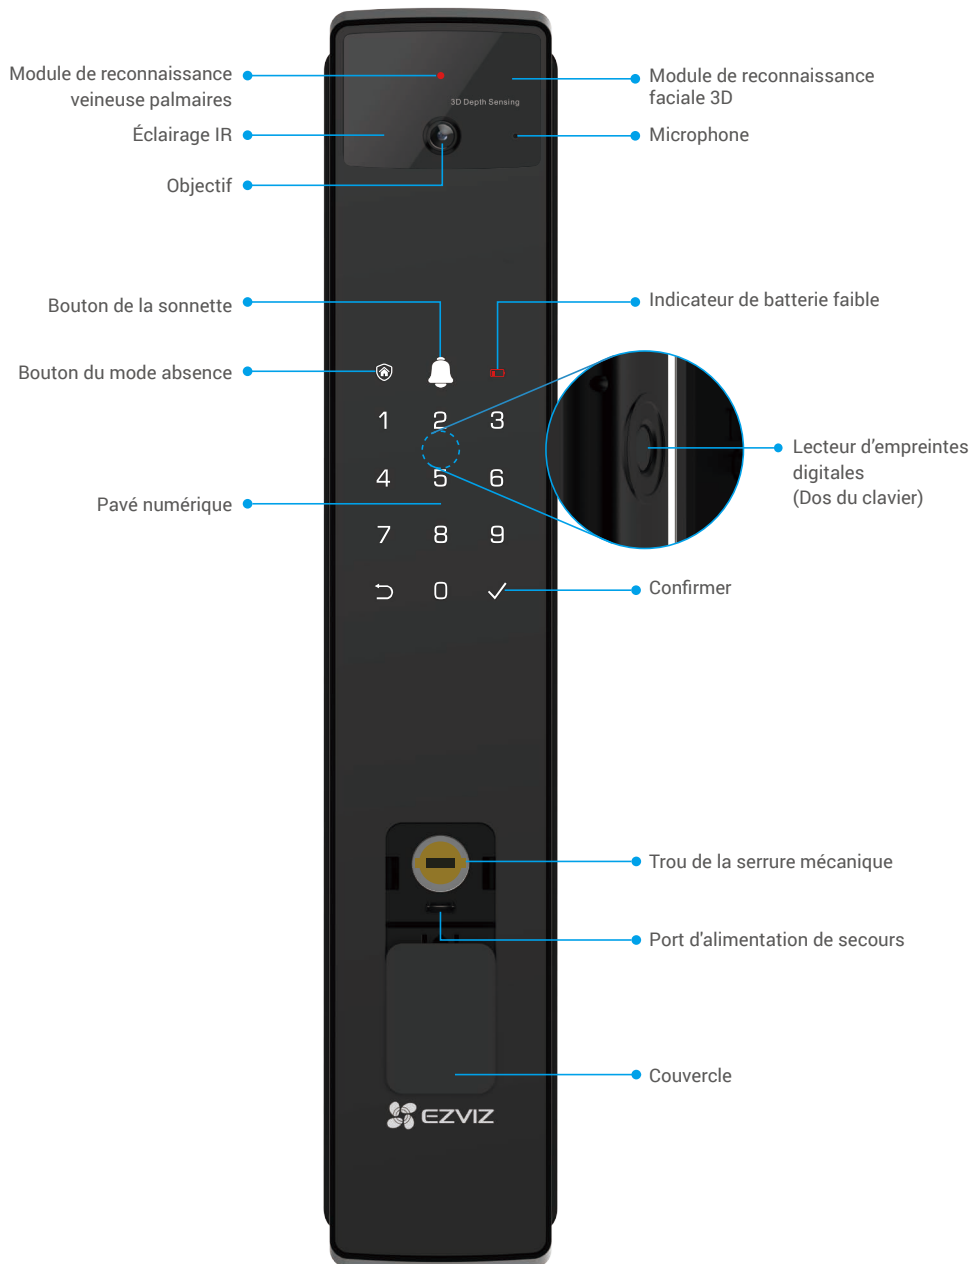 Module de reconnaissance
veineuse palmaires
Module de reconnaissance
faciale 3D
3D Depth Sensing
Éclairage IR
Microphone
Objectif
Bouton de la sonnette
Indicateur de batterie faible
Bouton du mode absence
1 2 3
Lecteur d’empreintes
digitales
(Dos du clavier)
4 5 6
Pavé numérique
7 8 9
0
Confirmer
Trou de la serrure mécanique
Port d'alimentation de secours
Couvercle
EZVIZ